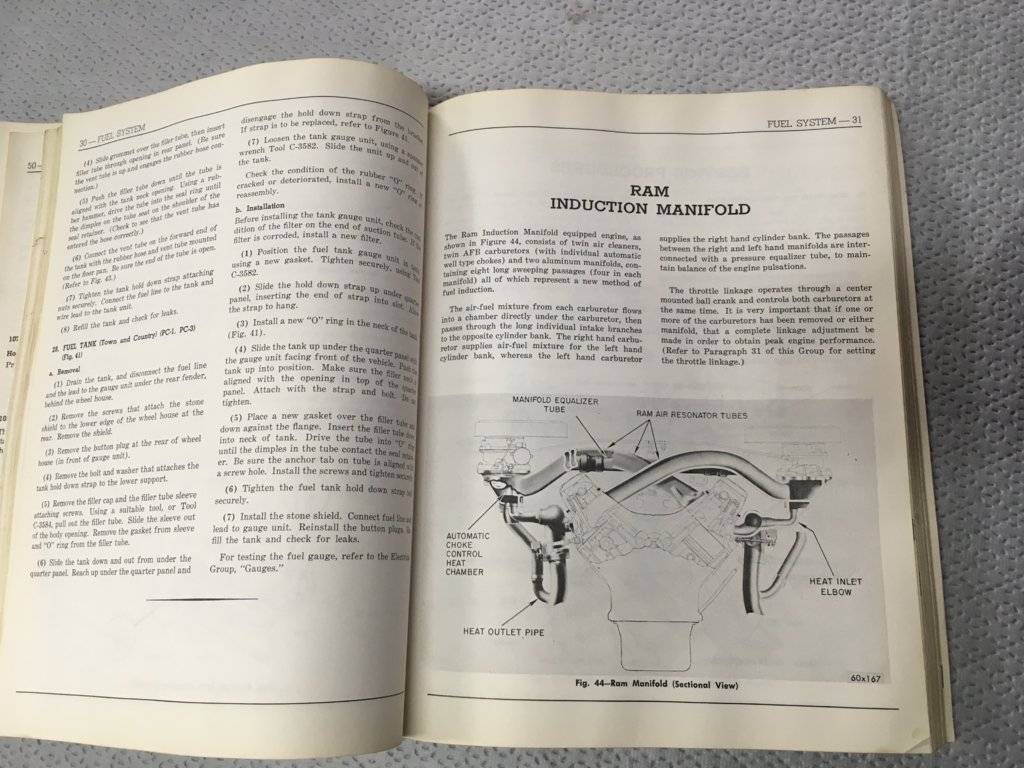 50—
30 — FUEL SYSTEM
(4) Slide grommet over the filler tube, then insert
filler tube through opening in rear panel. (Be sure
the vent tube is up and engages the rubber hose con-
nection.)
(5) Push the filler tube down until the tube is
aligned with the tank neck opening. Using a rub-
ber hammer, drive the tube into the seal ring until
the dimples on the tube seat on the shoulder of the
seal retainer. (Check to see that the vent tube has
entered the hose correctly.)
(6) Connect the vent tube on the forward end of
the tank with the rubber hose and vent tube mounted
on the floor pan. Be sure the end of the tube is open.
(Refer to Fig. 42.)
(7) Tighten the tank hold down strap attaching
nuts securely. Connect the fuel line to the tank and
wire lead to the tank unit.
(8) Refill the tank and check for leaks.
28. FUEL TANK (Town and Country) (PC-1, PC-3)
(Fig. 41)
a. Removal
(1) Drain the tank, and disconnect the fuel line
and the lead to the gauge unit under the rear fender,
behind the wheel house.
(2) Remove the screws that attach the stone
shield to the lower edge of the wheel house at the
rear. Remove the shield.
(3) Remove the button plug at the rear of wheel
house (in front of gauge unit).
(4) Remove the bolt and washer that attaches the
tank hold down strap to the lower support.
(5) Remove the filler cap and the filler tube sleeve
attaching screws. Using a suitable tool, or Tool
C-3584, pull out the filler tube. Slide the sleeve out
of the body opening. Remove the gasket from sleeve
and "O" ring from the filler tube.
(6) Slide the tank down and out from under the
quarter panel. Reach up under the quarter panel and
disengage the hold down strap from the
If strap is to be replaced, refer to Figure 41.
(7) Loosen the tank gauge unit, using a
wrench Tool C-3582. Slide the unit up and out of
the tank.
Check the condition of the rubber "O" ring. If
cracked or deteriorated, install a new "O" ring at
reassembly.
b. Installation
Before installing the tank gauge unit, check the con-
dition of the filter on the end of suction tube. If
filter is corroded, install a new filter.
(1) Position the fuel tank gauge unit in
using a new gasket. Tighten securely, using Tool
C-3582.
(2) Slide the hold down strap up under quarter
panel, inserting the end of strap into slot. Allow
the strap to hang.
(3) Install a new "O" ring in the neck of the tank
(Fig. 41).
(4) Slide the tank up under the quarter panel with
the gauge unit facing front of the vehicle. Push
tank up into position. Make sure the filler neck is
aligned with the opening in top of the
panel. Attach with the strap and bolt. Do not
tighten.
(5) Place a new gasket over the filler tube and
down against the flange. Insert the filler tube down
into neck of tank. Drive the tube into "O" ring
until the dimples in the tube contact the seal
er. Be sure the anchor tab on tube is aligned with
a screw hole. Install the screws and tighten securely.
(6) Tighten the fuel tank hold down strap bolt
securely.
(7) Install the stone shield. Connect fuel line and
lead to gauge unit. Reinstall the button plugs.
fill the tank and check for leaks.
For testing the fuel gauge, refer to the Electrical
Group, "Gauges."
FUEL SYSTEM — 31
RAM
INDUCTION MANIFOLD
The Ram Induction Manifold equipped engine, as
shown in Figure 44, consists of twin air cleaners,
twin AFB carburetors (with individual automatic
well type chokes) and two aluminum manifolds, con-
taining eight long sweeping passages (four in each
manifold) all of which represent a new method of
fuel induction.
The air-fuel mixture from each carburetor flows
into a chamber directly under the carburetor, then
passes through the long individual intake branches
to the opposite cylinder bank. The right hand carbu-
retor supplies air-fuel mixture for the left hand
cylinder bank, whereas the left hand carburetor
supplies the right hand cylinder bank. The passages
between the right and left hand manifolds are inter-
connected with a pressure equalizer tube, to main-
tain balance of the engine pulsations.
The throttle linkage operates through a center
mounted ball crank and controls both carburetors at
the same time. It is very important that if one or
more of the carburetors has been removed or either
manifold, that a complete linkage adjustment be
made in order to obtain peak engine performance.
(Refer to Paragraph 31 of this Group for setting
the throttle linkage.)
MANIFOLD EQUALIZER
TUBE
RAM AIR RESONATOR TUBES
AUTOMATIC
CHOKE
CONTROL
HEAT
CHAMBER
HEAT INLET
ELBOW
HEAT OUTLET PIPE
60x167
Fig. 44—Ram Manifold (Sectional View)